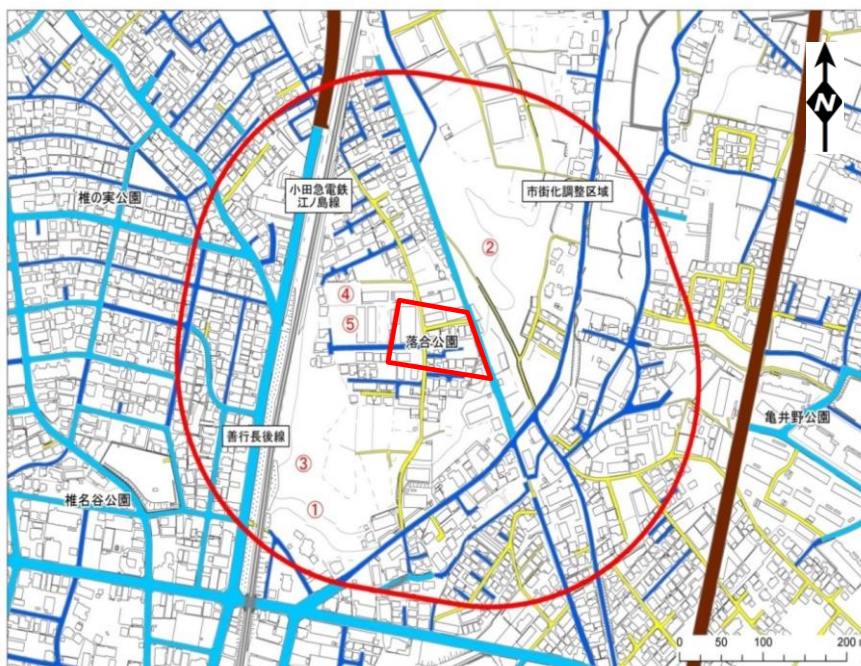 N
小田急電鉄
江ノ島線
市街化調整区域
椎の実公園
②
④
⑤
落合公園
善行長後線
亀井野公園
③
椎名谷公園
①
0 50 100 200 m